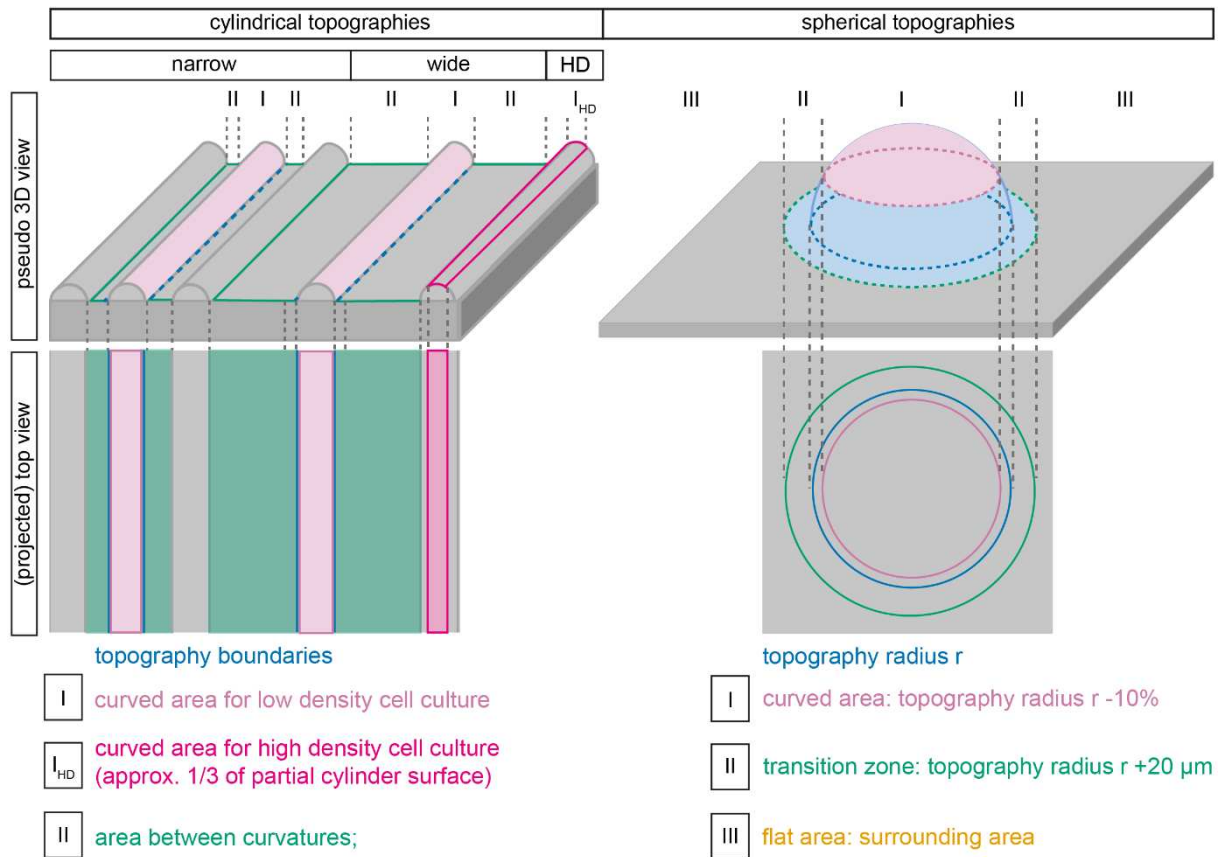 cylindrical topographies
spherical topographies
narrow
wide
HD
II
I
II
II
I
II
I HD
III
II
I
II
III
pseudo 3D view
(projected) top view
topography boundaries
I curved area for low density cell culture
I HD curved area for high density cell culture
(approx. 1/3 of partial cylinder surface)
II area between curvatures;
topography radius r
I curved area: topography radius r -10%
II transition zone: topography radius r +20 µm
III flat area: surrounding area